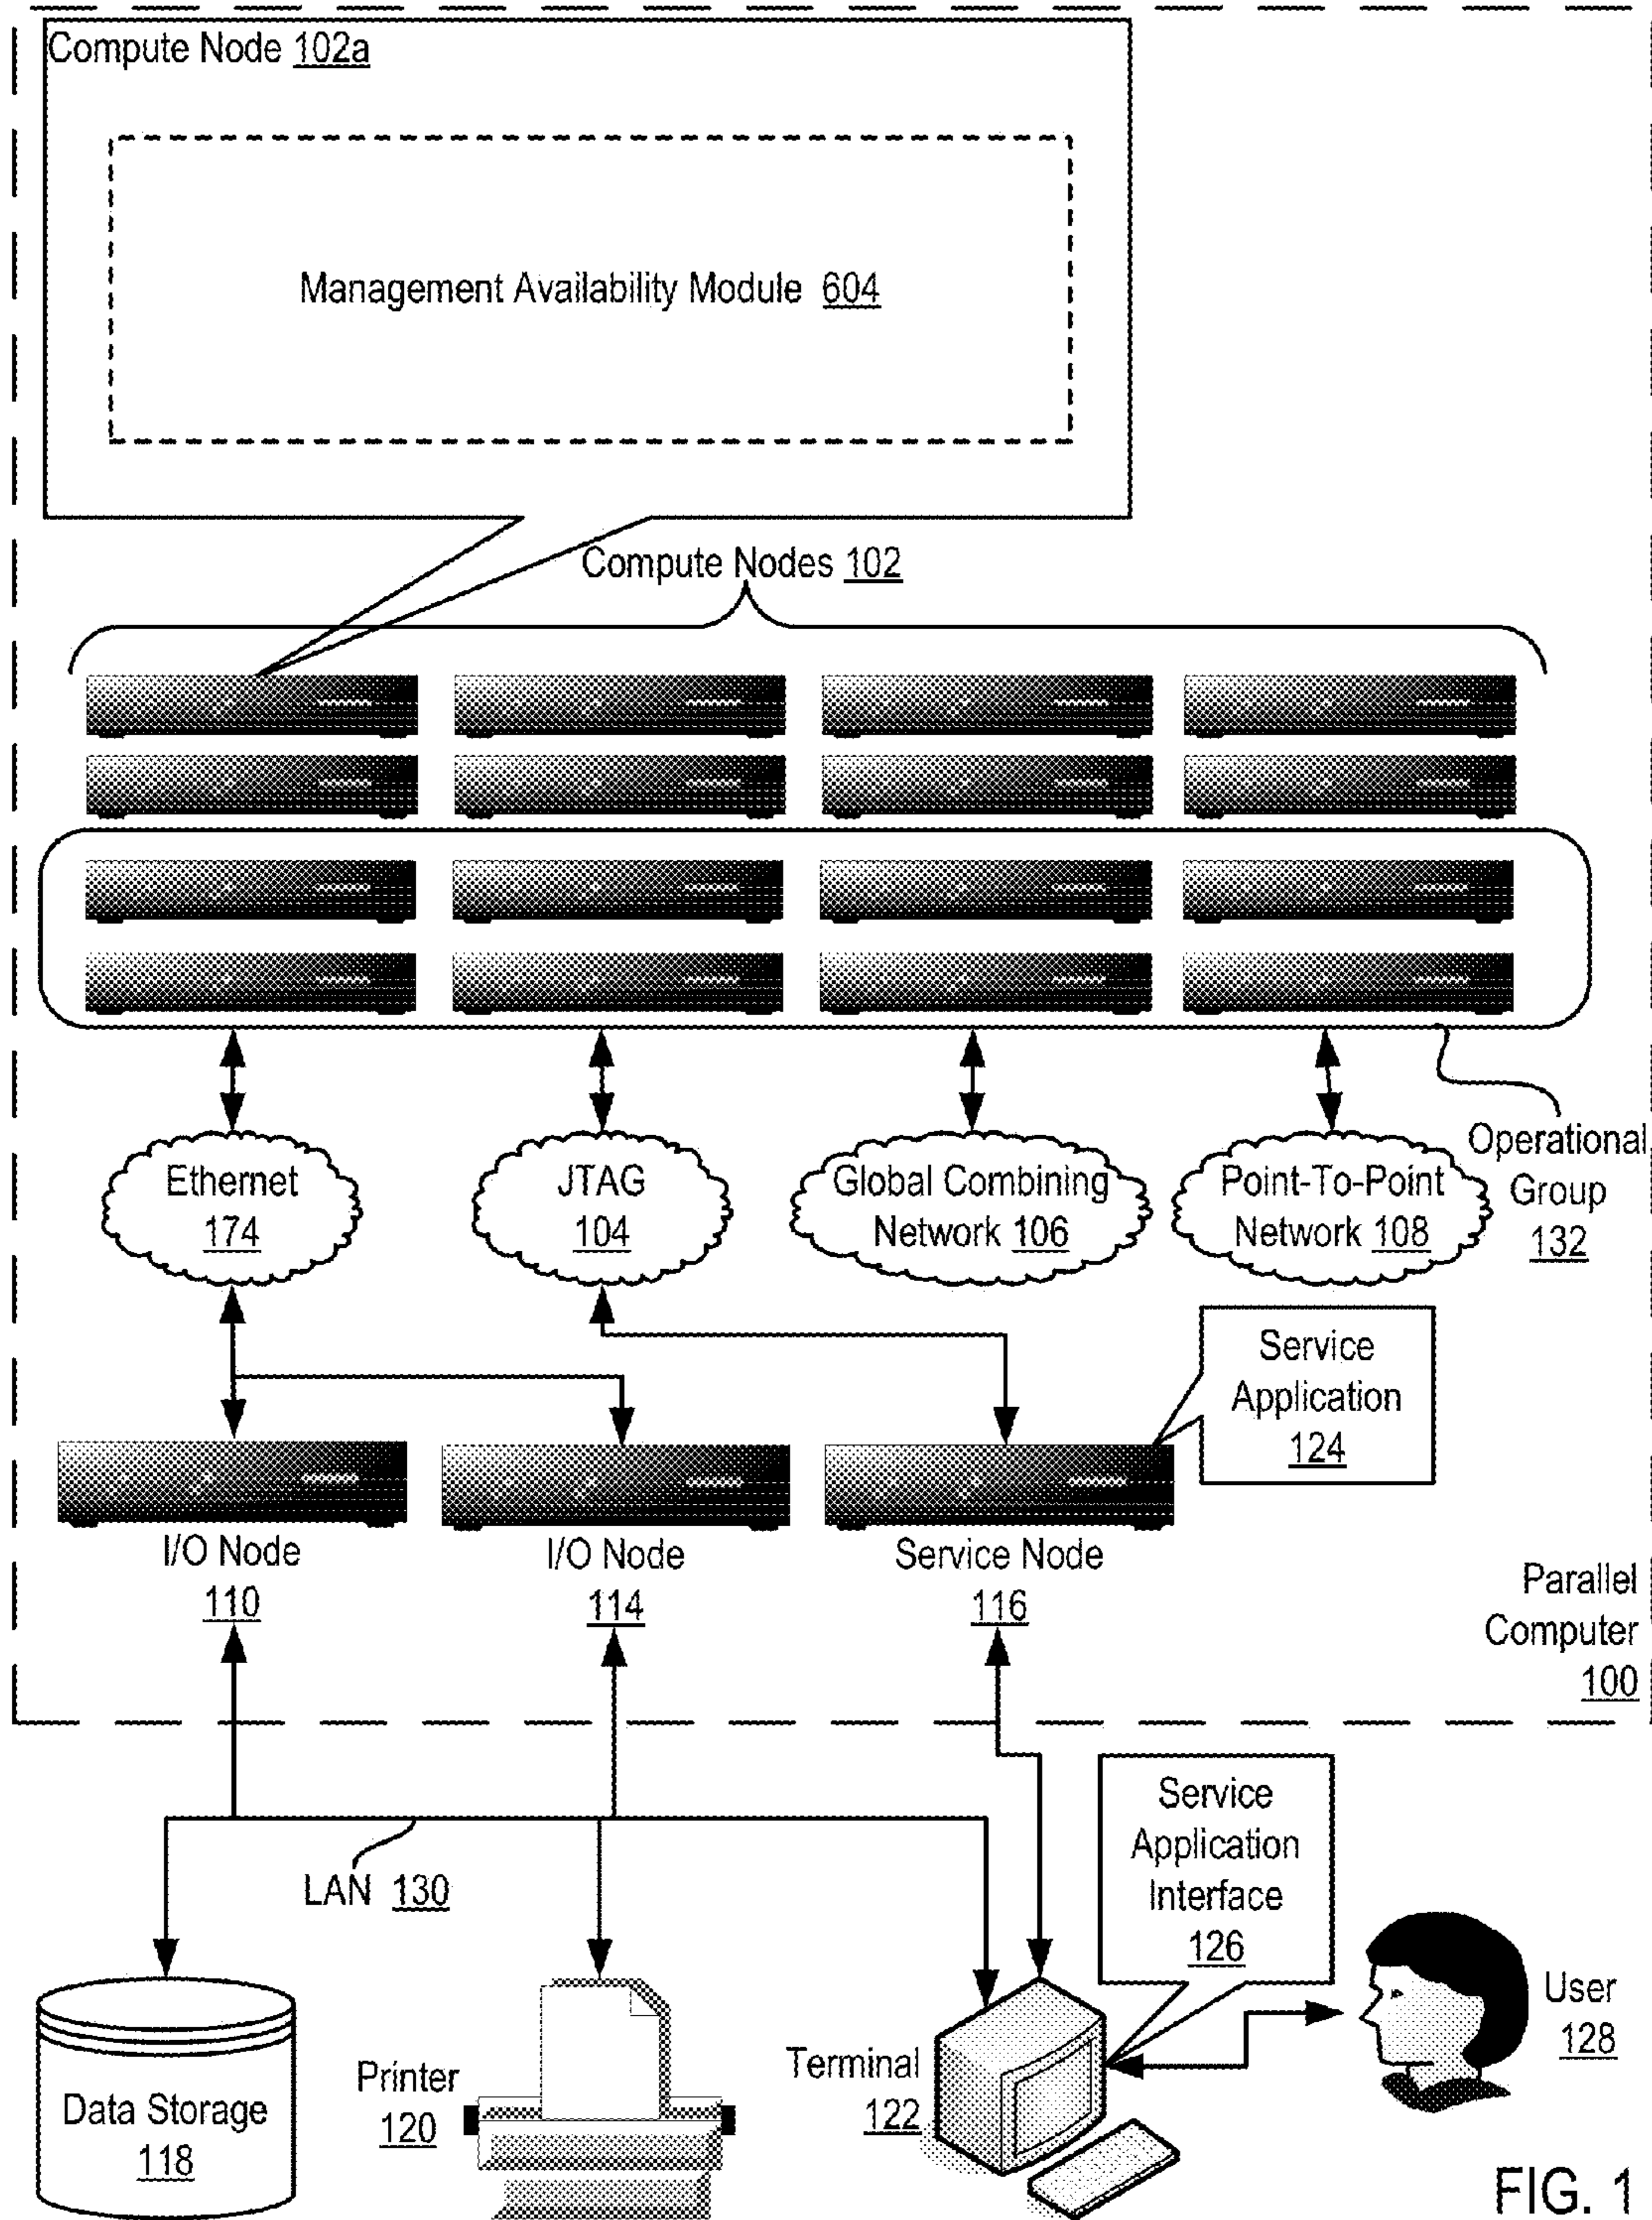 Compute Node 102a
Management Availability Module 604
Compute Nodes 102
Ethernet
174
JTAG
104
Global Combining
Network 106
Point-To-Point
Network 108
Operational
Group
132
Service
Application
124
I/O Node
110
I/O Node
114
Service Node
116
Parallel
Computer
100
LAN 130
Service
Application
Interface
126
Data Storage
118
Printer
120
Terminal
122
User
128
FIG. 1